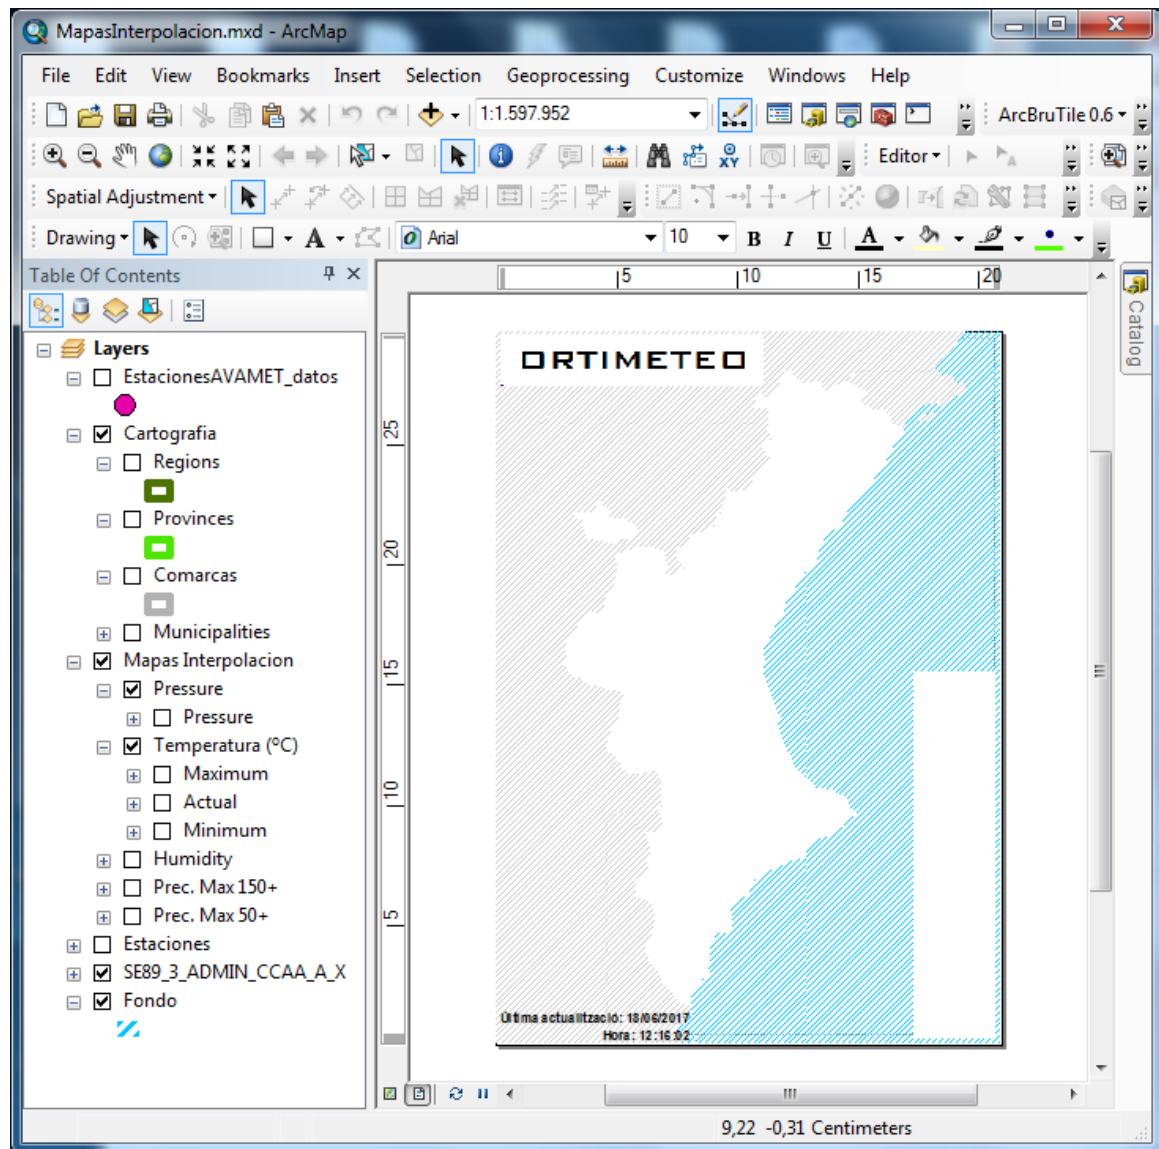 MapasInterpolacion.mxd - ArcMap
File Edit View Bookmarks Insert Selection Geoprocessing Customize Windows Help
1:1.597.952
ArcBruTile 0.6
Editor
Spatial Adjustment
Drawing A Arial 10 B I U A
Table Of Contents
Layers
EstacionesAVAMET_datos
Cartografia
Regions
Provinces
Comarcas
Municipalities
Mapas Interpolacion
Pressure
Pressure
Temperatura (ºC)
Maximum
Actual
Minimum
Humidity
Prec. Max 150+
Prec. Max 50+
Estaciones
SE89_3_ADMIN_CCAA_A_X
Fondo
5 10 15 20
25
20
15
10
5
ORTIMETEO
Última actualització: 18/06/2017
Hora: 12:16:02
Catalog
9,22 -0,31 Centimeters